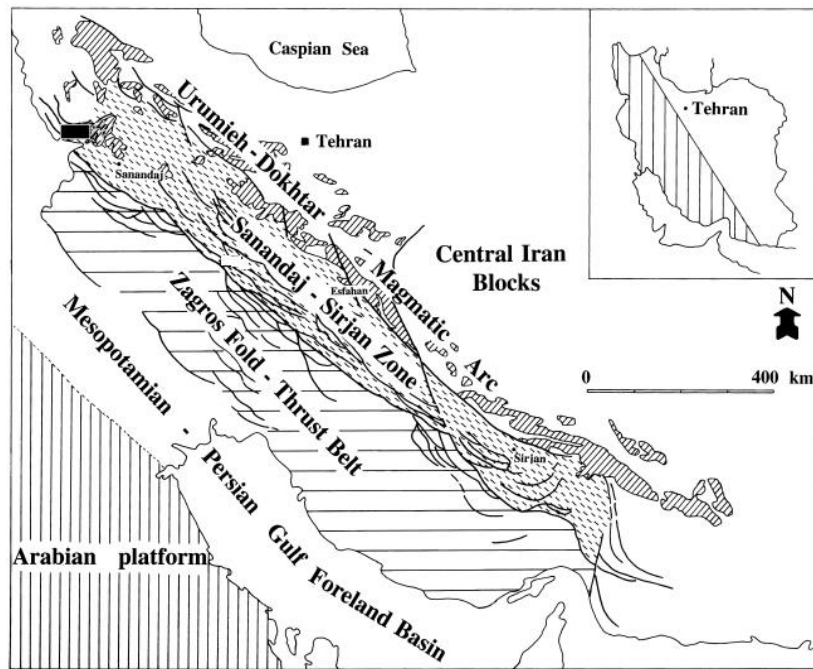 Caspian Sea
Tehran
Tehran
Urumieh - Dokhtar - Magmatic - Arc
Sanandaj
Sanandaj - Sirjan Zone
Central Iran
Blocks
Esfahan
N
Zagros Fold - Thrust Belt
0 400 km
Mesopotamian - Persian Gulf Foreland Basin
Sirjan
Arabian platform